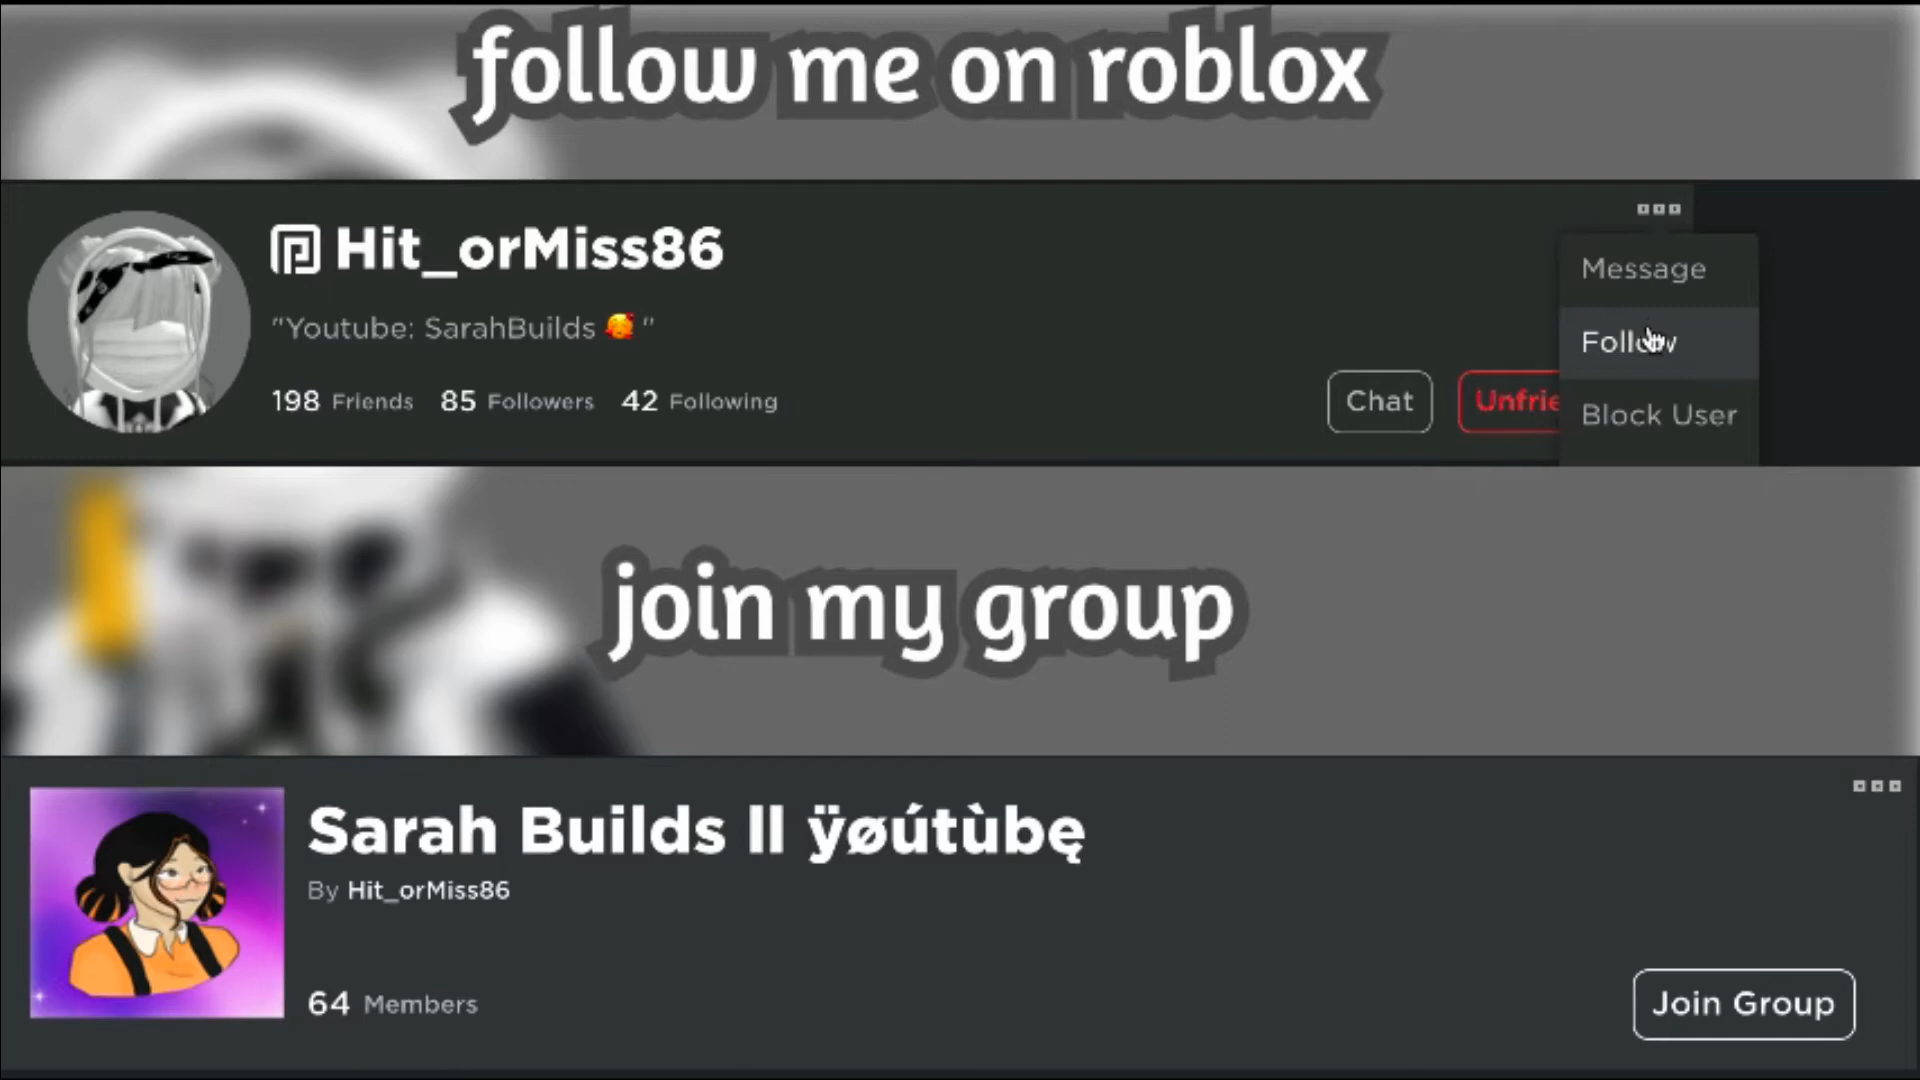 follow me on roblox
Hit_orMiss86
"Youtube: SarahBuilds 🥰 "
198 Friends 85 Followers 42 Following
Chat
Unfrie
Message
Follow
Block User
join my group
Sarah Builds ll ÿøútùbę
By Hit_orMiss86
64 Members
Join Group